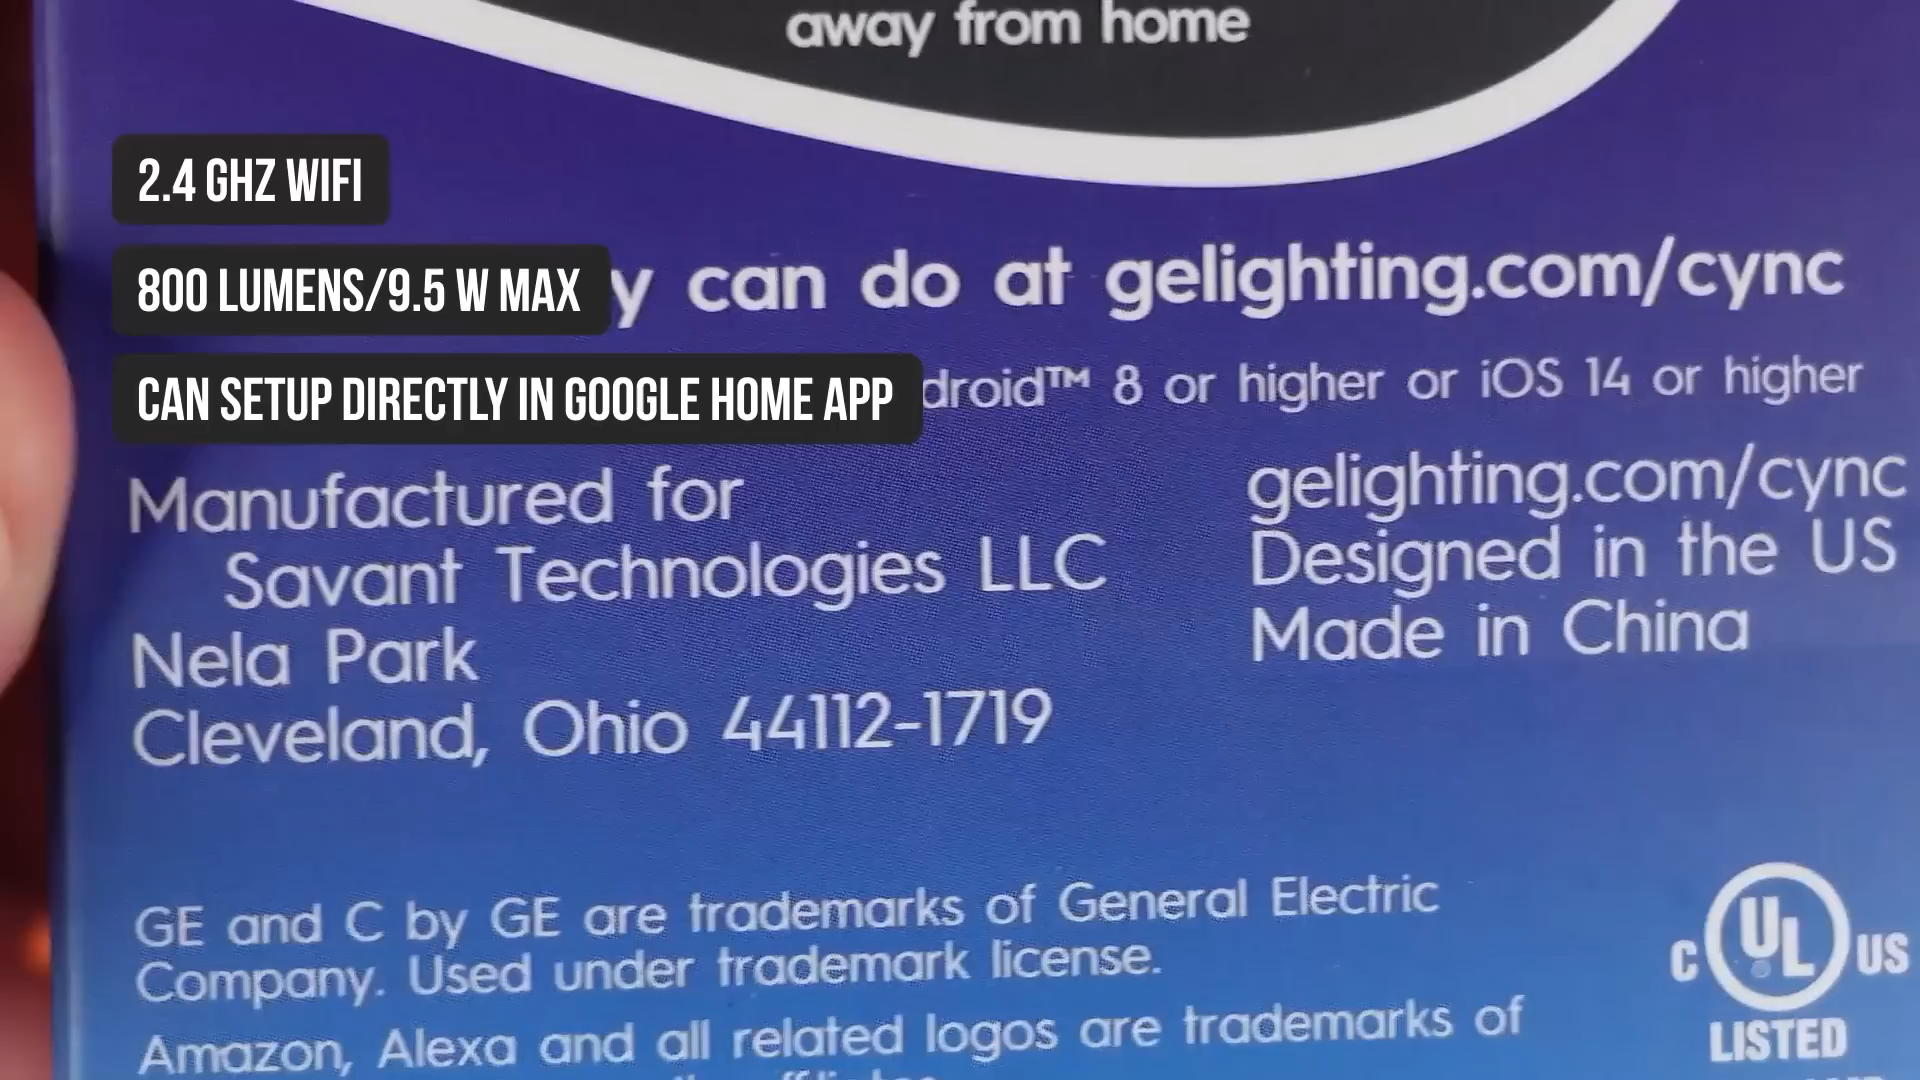 away from home
2.4 GHZ WIFI
800 LUMENS/9.5 W MAX
y can do at gelighting.com/cync
CAN SETUP DIRECTLY IN GOOGLE HOME APP
droid™ 8 or higher or iOS 14 or higher
Manufactured for
Savant Technologies LLC
Nela Park
Cleveland, Ohio 44112-1719
gelighting.com/cync
Designed in the US
Made in China
GE and C by GE are trademarks of General Electric
Company. Used under trademark license.
Amazon, Alexa and all related logos are trademarks of
C UL US
LISTED